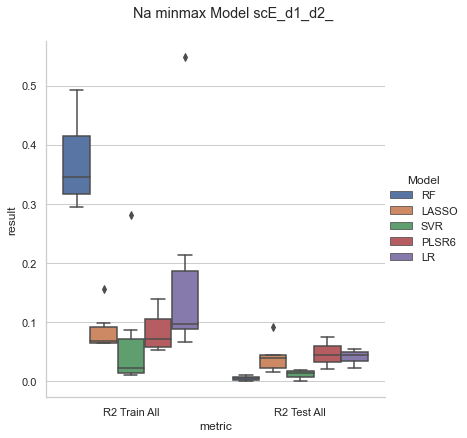 Na minmax Model scE_d1_d2_
0.5
0.4
0.3
0.2
0.1
0.0
result
R2 Train All
R2 Test All
metric
Model
RF
LASSO
SVR
PLSR6
LR